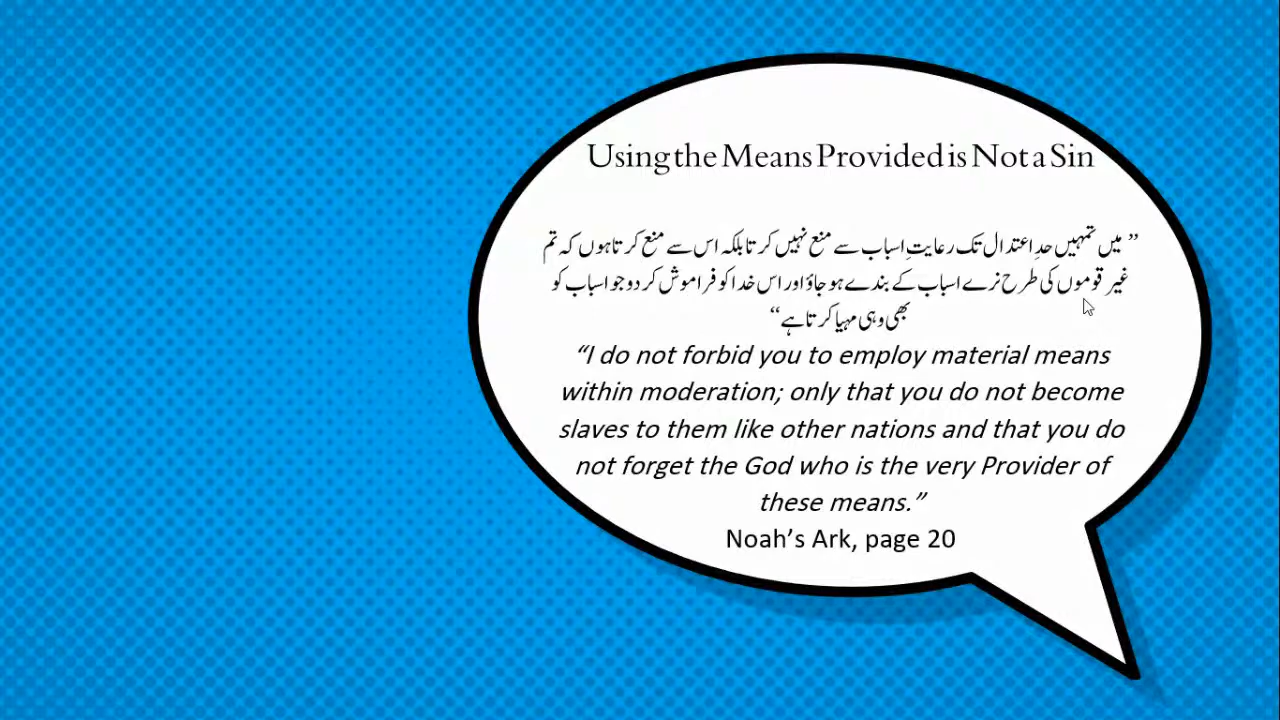 Using the Means Provided is Not a Sin
” میں تمہیں حدِ اعتدال تک رعایتِ اسباب سے منع نہیں کرتا بلکہ اس سے منع کرتا ہوں کہ تم
غیر قوموں کی طرح نرے اسباب کے بندے ہو جاؤ اور اس خدا کو فراموش کر دو جو اسباب کو
بھی وہی مہیا کرتا ہے “
“I do not forbid you to employ material means
within moderation; only that you do not become
slaves to them like other nations and that you do
not forget the God who is the very Provider of
these means.”
Noah’s Ark, page 20